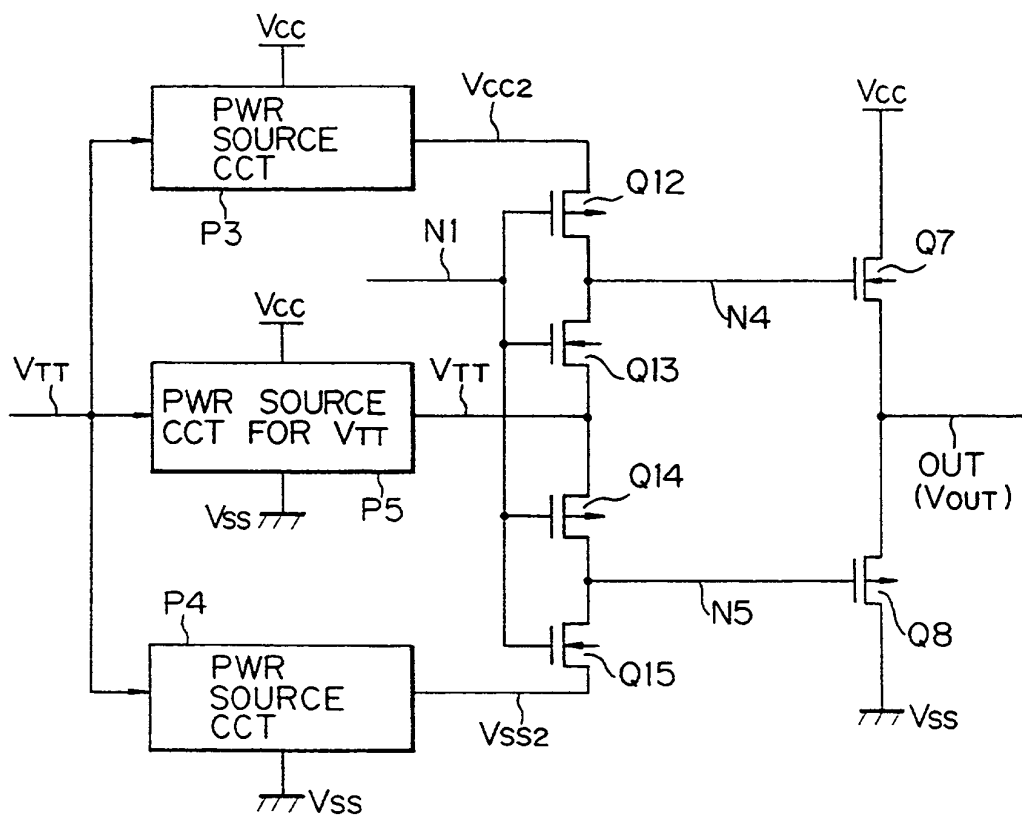 Vcc
PWR
SOURCE
CCT
P3
Vcc2
Q12
Vcc
N1
Q7
N4
Vcc
Q13
VTT
PWR SOURCE
CCT FOR VTT
VTT
P5
Vss
Q14
OUT
(VOUT)
N5
Q8
P4
PWR
SOURCE
CCT
Q15
Vss2
Vss
Vss